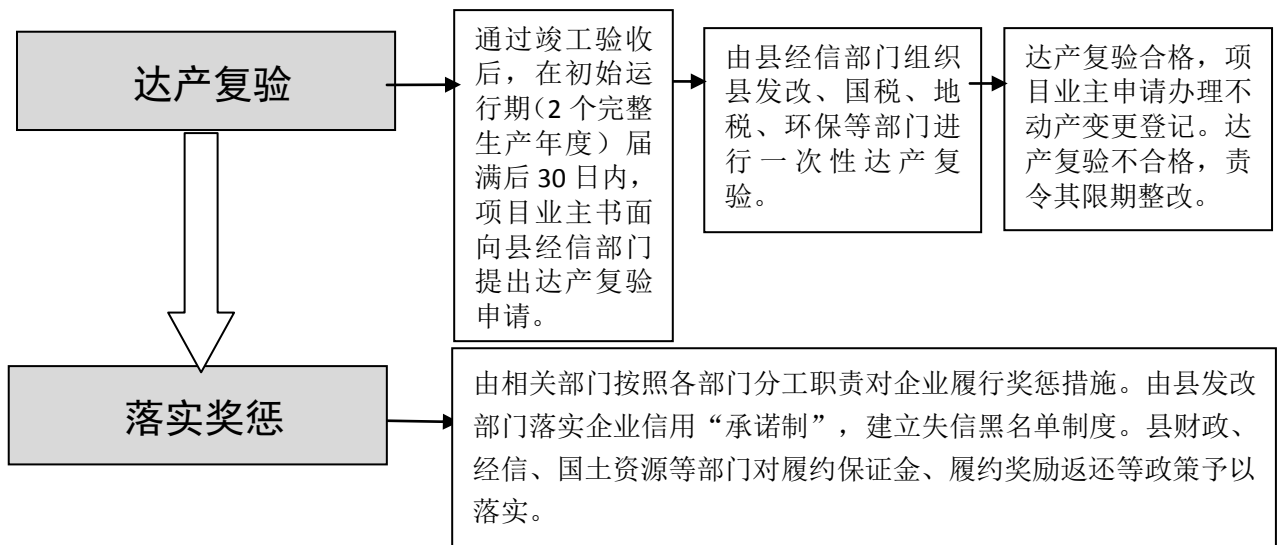 达产复验
通过竣工验收
后，在初始运
行期（2 个完整
生产年度）届
满后 30 日内，
项目业主书面
向县经信部门
提出达产复验
申请。
由县经信部门组织
县发改、国税、地
税、环保等部门进
行一次性达产复
验。
达产复验合格，项
目业主申请办理不
动产变更登记。达
产复验不合格，责
令其限期整改。
落实奖惩
由相关部门按照各部门分工职责对企业履行奖惩措施。由县发改
部门落实企业信用“承诺制”，建立失信黑名单制度。县财政、
经信、国土资源等部门对履约保证金、履约奖励返还等政策予以
落实。